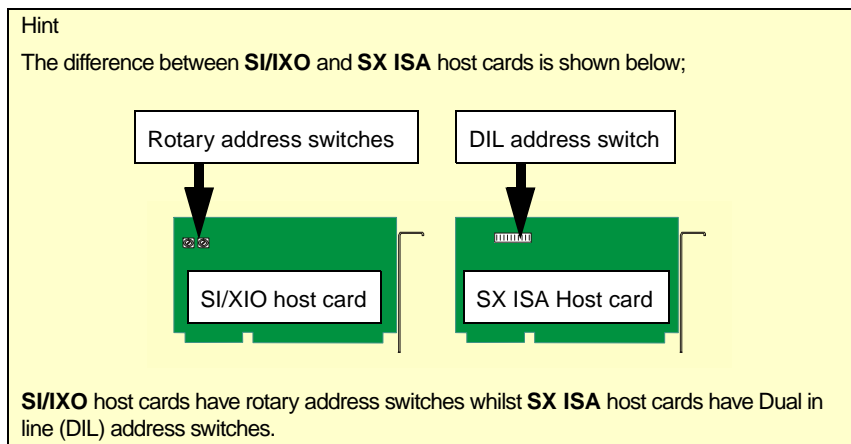 Hint
The difference between SI/IXO and SX ISA host cards is shown below;
Rotary address switches
DIL address switch
SI/XIO host card
SX ISA Host card
SI/IXO host cards have rotary address switches whilst SX ISA host cards have Dual in
line (DIL) address switches.